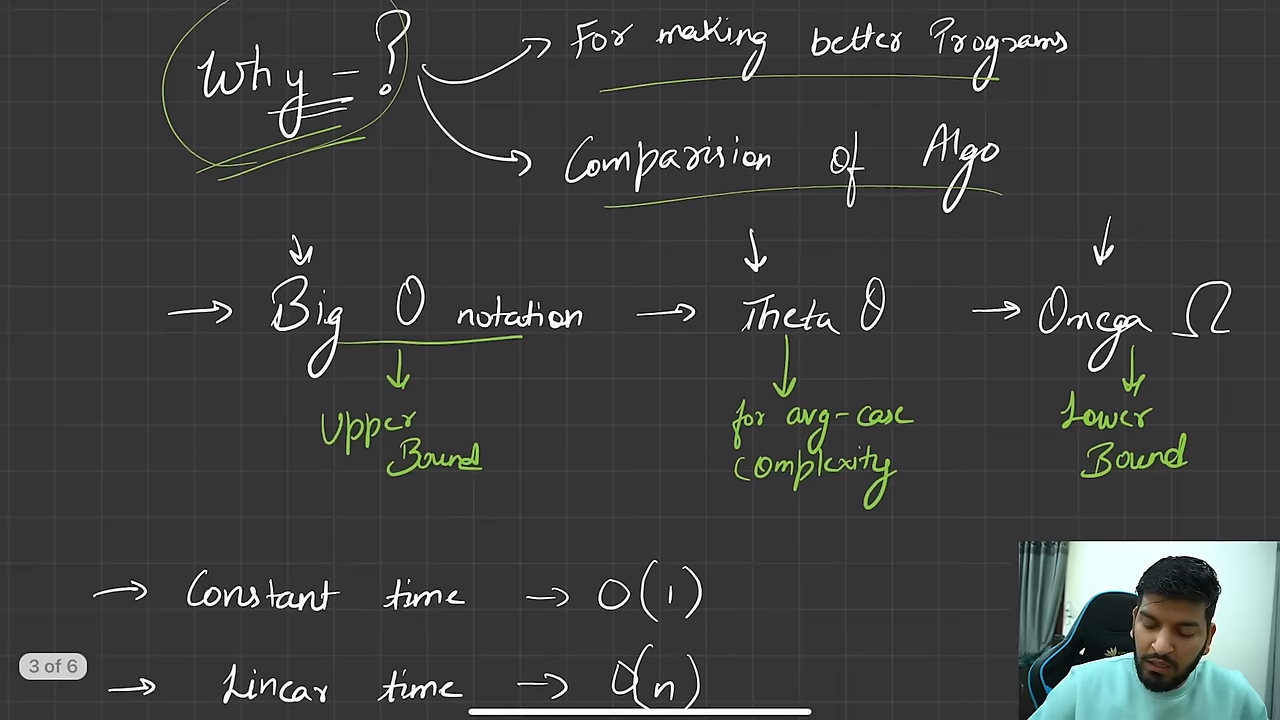 Why - ?
→ For making better Programs
→ Comparision of Algo
→ Big O notation → Theta θ → Omega Ω
Upper Bound
for avg-case complexity
Lower Bound
→ Constant time → O(1)
→ Linear time → O(n)
3 of 6